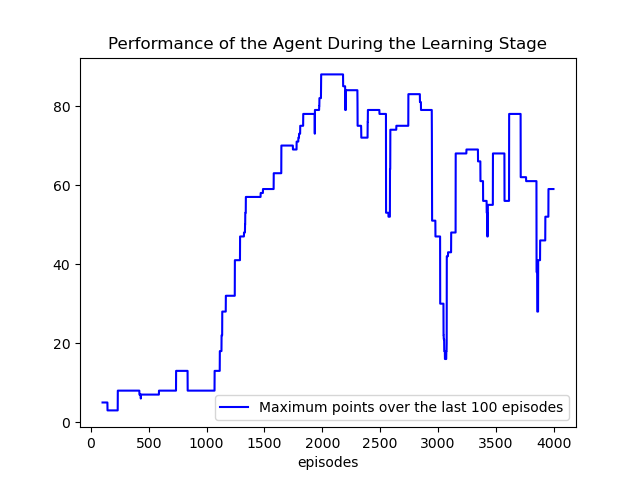 Performance of the Agent During the Learning Stage
80
60
40
20
0
Maximum points over the last 100 episodes
0 500 1000 1500 2000 2500 3000 3500 4000
episodes